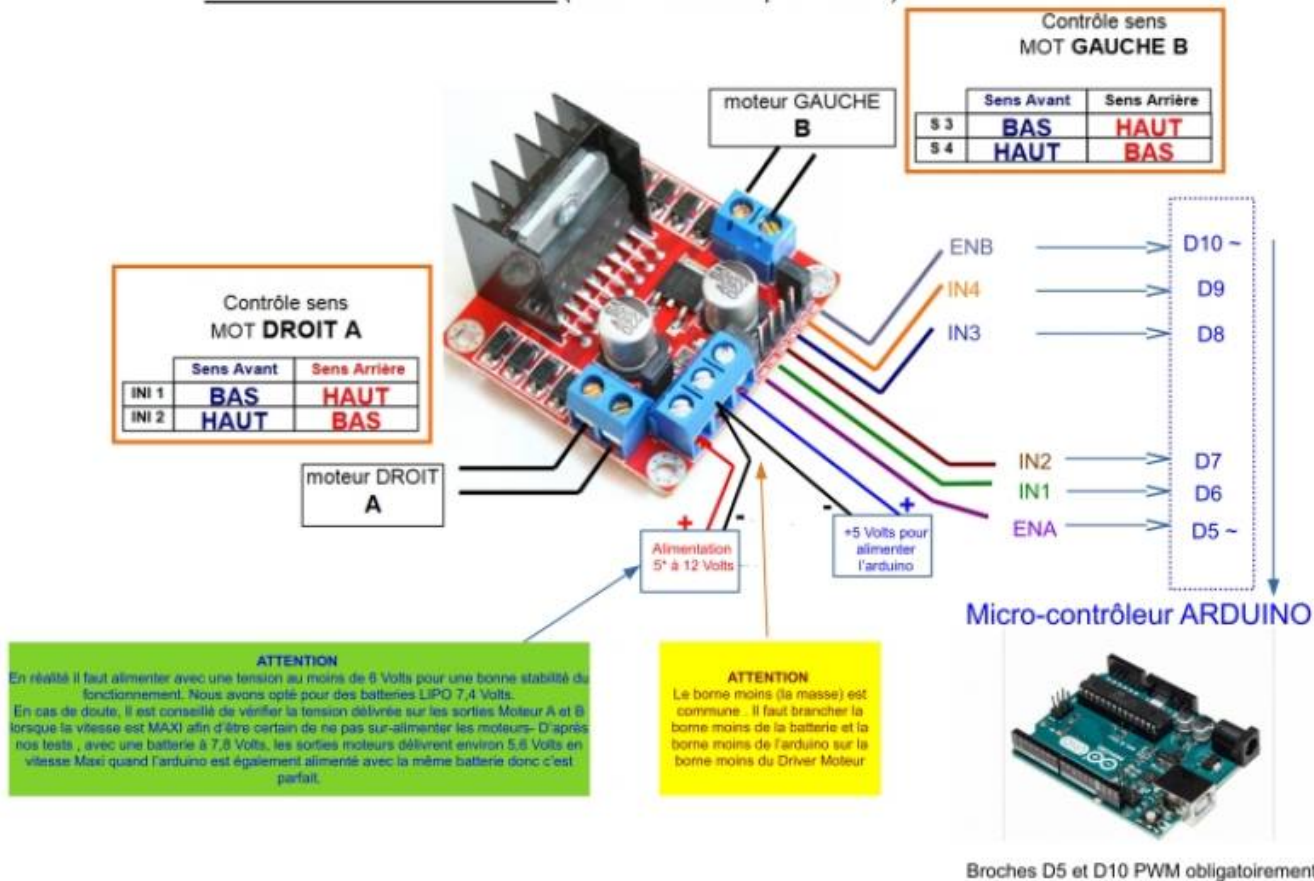 Contrôle sens
MOT GAUCHE B
Sens Avant Sens Arrière
S 3 BAS HAUT
S 4 HAUT BAS
moteur GAUCHE
B
ENB D10 ~
IN4 D9
IN3 D8
Contrôle sens
MOT DROIT A
Sens Avant Sens Arrière
INI 1 BAS HAUT
INI 2 HAUT BAS
moteur DROIT
A
IN2 D7
IN1 D6
ENA D5 ~
+ - - +
Alimentation
5* à 12 Volts
+5 Volts pour
alimenter
l'arduino
Micro-contrôleur ARDUINO
ATTENTION
En réalité il faut alimenter avec une tension au moins de 6 Volts pour une bonne stabilité du
fonctionnement. Nous avons opté pour des batteries LIPO 7,4 Volts.
En cas de doute, il est conseillé de vérifier la tension délivrée sur les sorties Moteur A et B
lorsque la vitesse est MAXI afin d'être certain de ne pas sur-alimenter les moteurs- D'après
nos tests , avec une batterie à 7,8 Volts, les sorties moteurs délivrent environ 5,6 Volts en
vitesse Maxi quand l'arduino est également alimenté avec la même batterie donc c'est
parfait.
ATTENTION
Le borne moins (la masse) est
commune . Il faut brancher la
borne moins de la batterie et la
borne moins de l'arduino sur la
borne moins du Driver Moteur
Broches D5 et D10 PWM obligatoirement